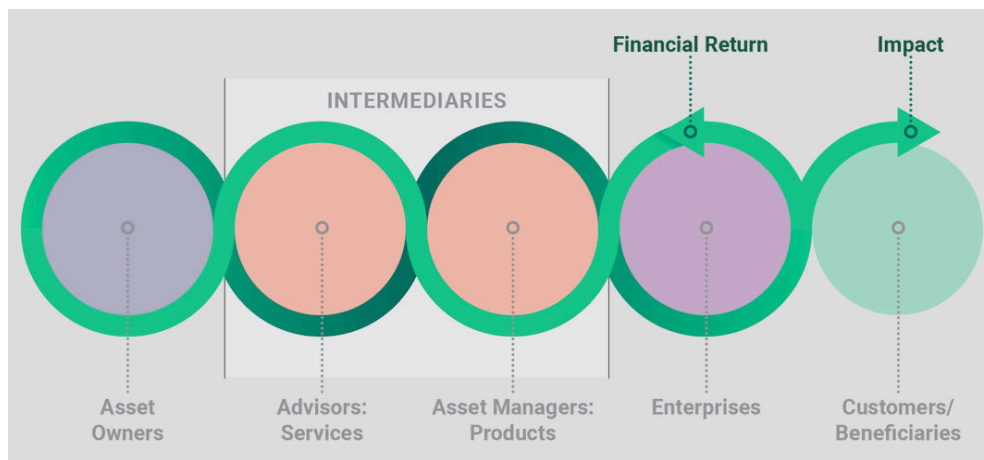 Financial Return
Impact
INTERMEDIARIES
Asset
Owners
Advisors:
Services
Asset Managers:
Products
Enterprises
Customers/
Beneficiaries